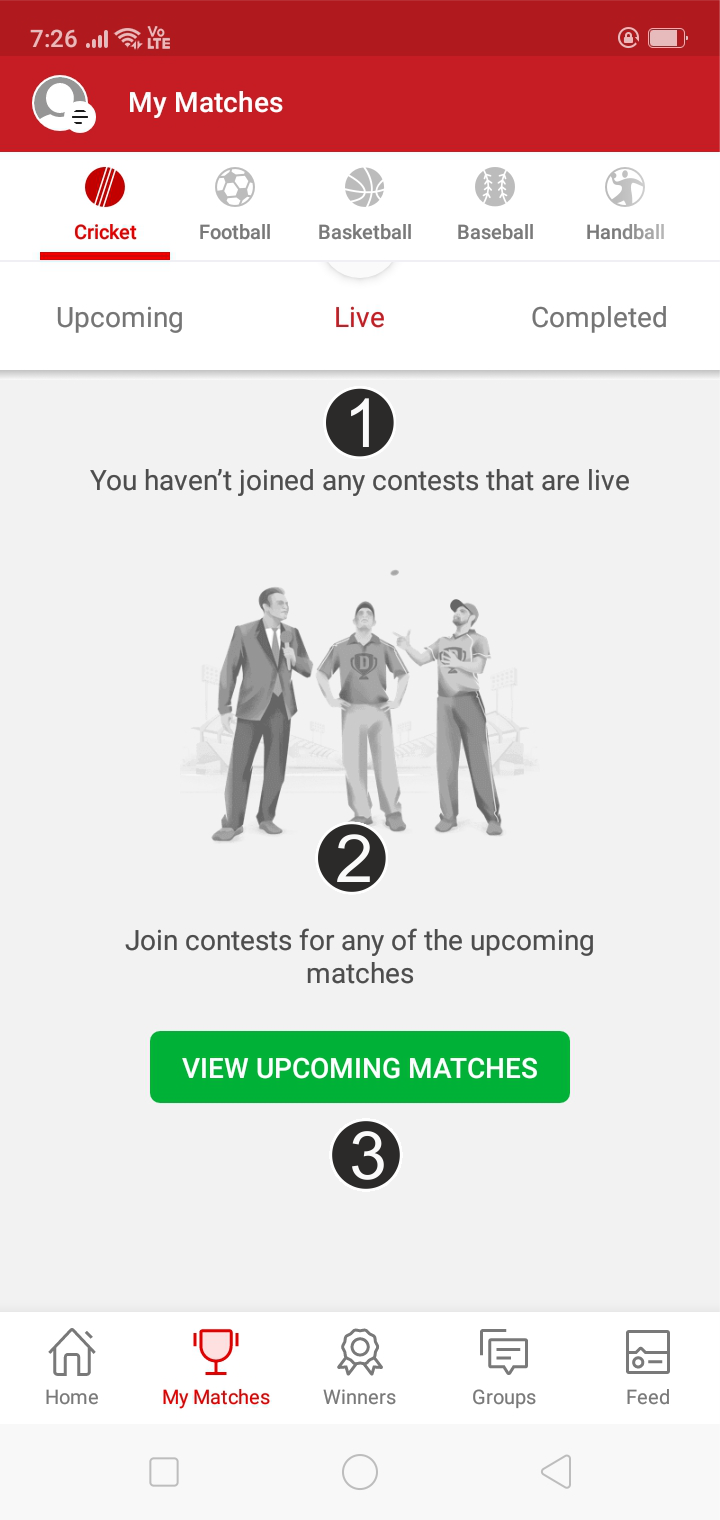 7:26 Vo LTE
My Matches
Cricket Football Basketball Baseball Handball
Upcoming Live Completed
1
You haven’t joined any contests that are live
D
2
Join contests for any of the upcoming
matches
VIEW UPCOMING MATCHES
3
Home My Matches Winners Groups Feed